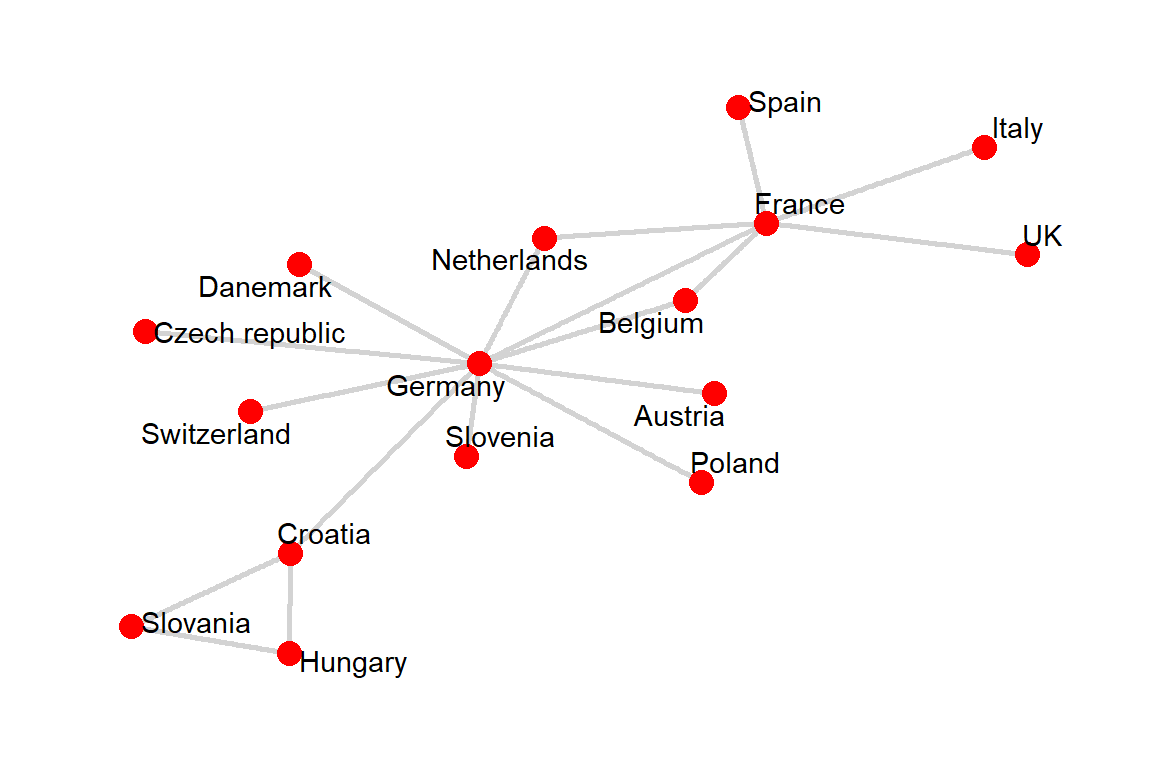 Spain
Italy
France
UK
Netherlands
Danemark
Belgium
Czech republic
Germany
Austria
Switzerland
Slovenia
Poland
Croatia
Slovania
Hungary